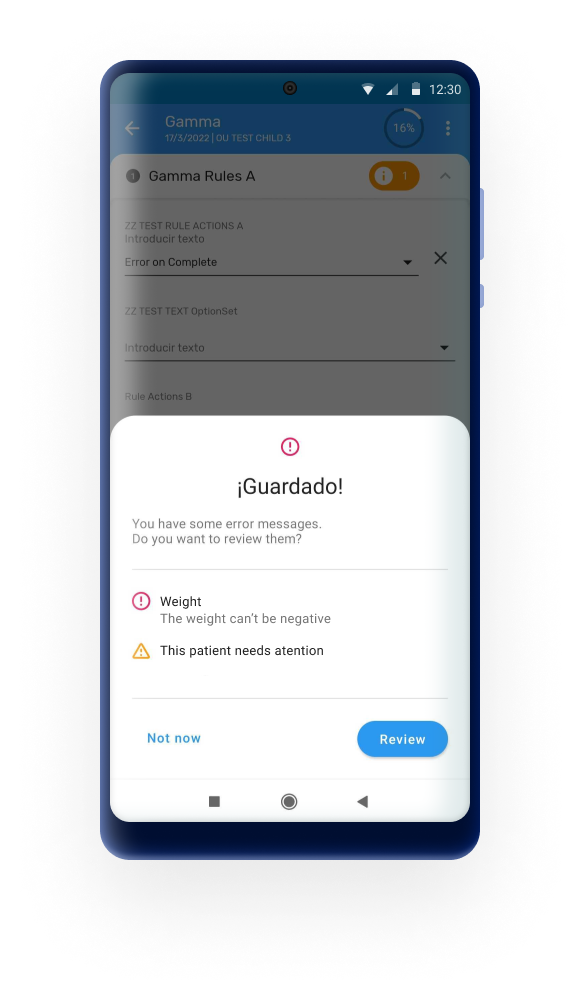 12:30
Gamma
17/3/2022 | OU TEST CHILD 3
16%
1 Gamma Rules A
1
ZZ TEST RULE ACTIONS A
Introducir texto
Error on Complete
ZZ TEST TEXT OptionSet
Introducir texto
Rule Actions B
¡Guardado!
You have some error messages.
Do you want to review them?
Weight
The weight can't be negative
This patient needs atention
Not now
Review